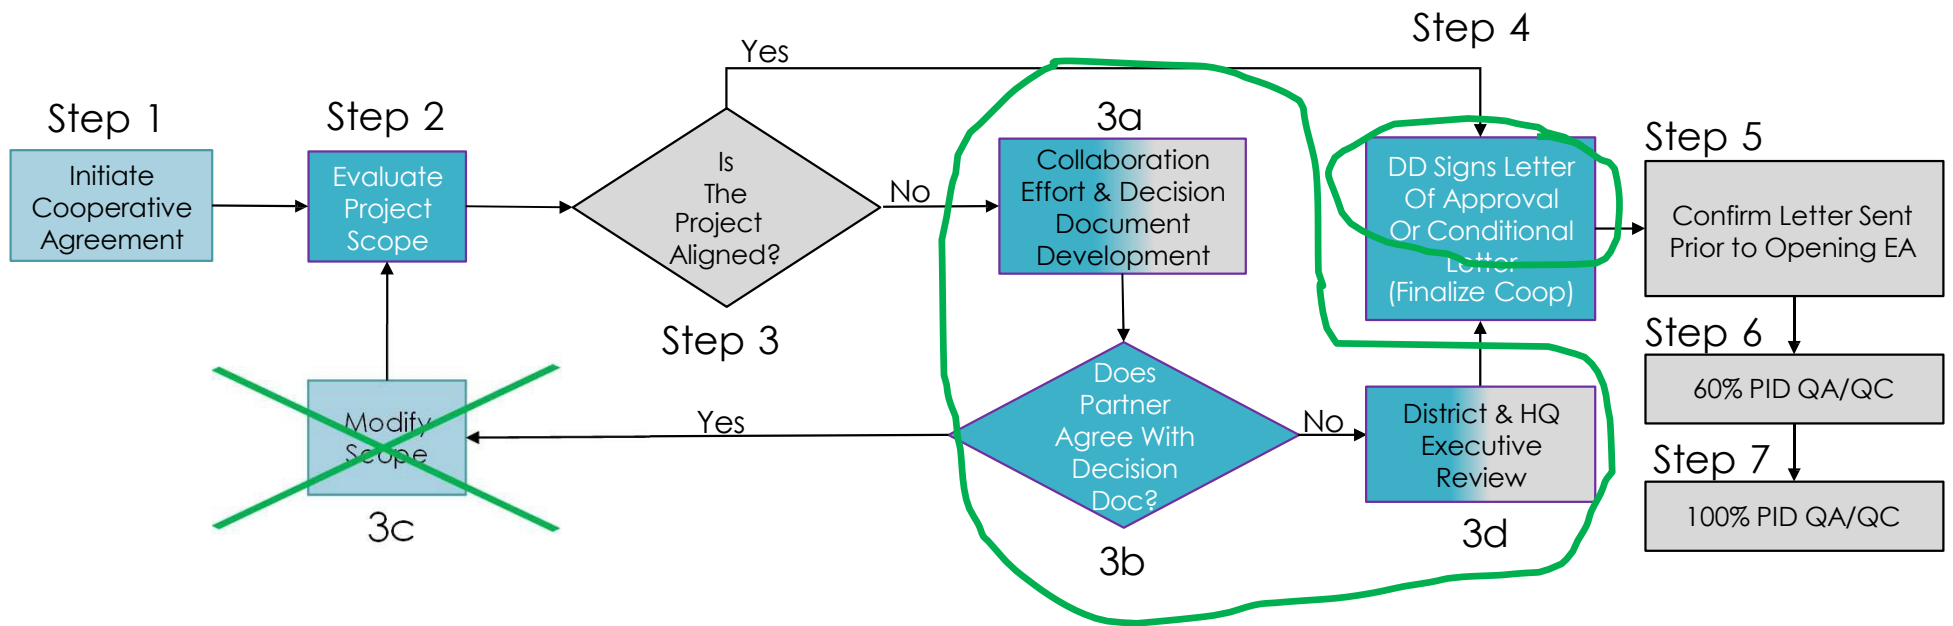 Step 1
Initiate
Cooperative
Agreement
Step 2
Evaluate
Project
Scope
Is
The
Project
Aligned?
Step 3
Yes
No
3a
Collaboration
Effort & Decision
Document
Development
Does
Partner
Agree With
Decision
Doc?
3b
Yes
Modify
Scope
3c
No
District & HQ
Executive
Review
3d
Step 4
DD Signs Letter
Of Approval
Or Conditional
Letter
(Finalize Coop)
Step 5
Confirm Letter Sent
Prior to Opening EA
Step 6
60% PID QA/QC
Step 7
100% PID QA/QC